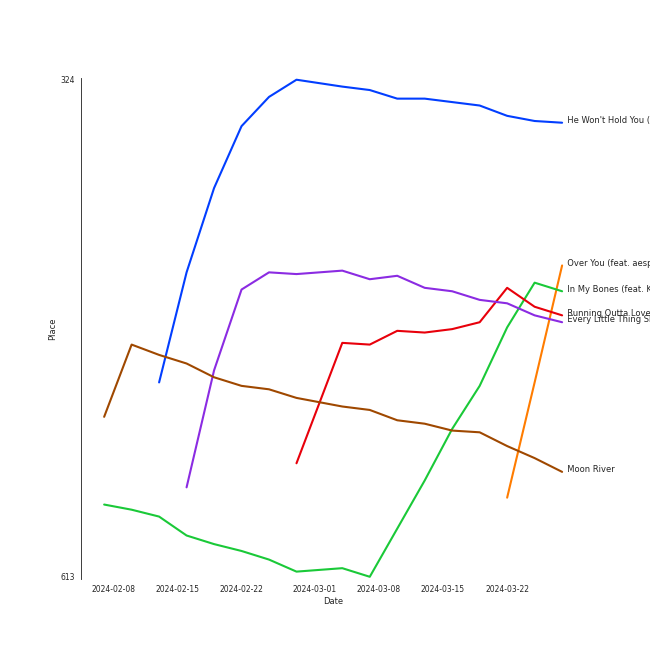 324
He Won't Hold You (
Over You (feat. aesp
In My Bones (feat. K
Running Outta Love
Every Little Thing S
Place
Moon River
613
2024-02-08 2024-02-15 2024-02-22 2024-03-01 2024-03-08 2024-03-15 2024-03-22
Date